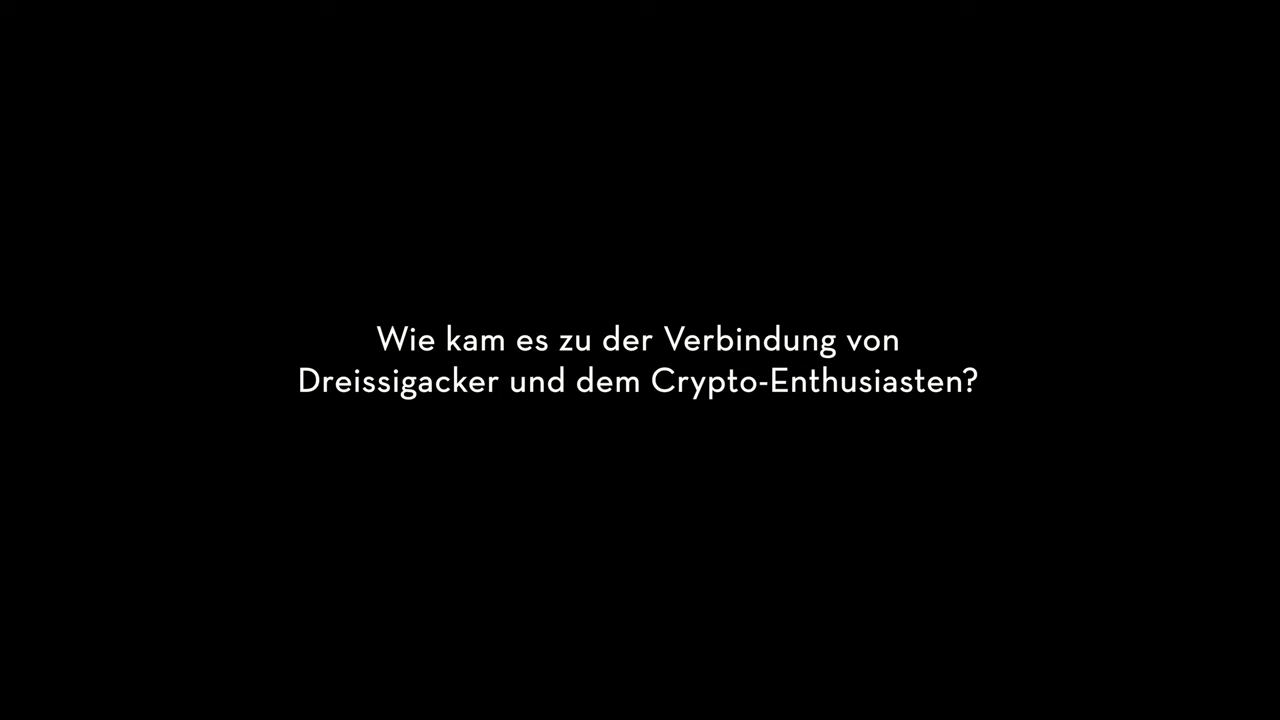 Wie kam es zu der Verbindung von
Dreissigacker und dem Crypto-Enthusiasten?